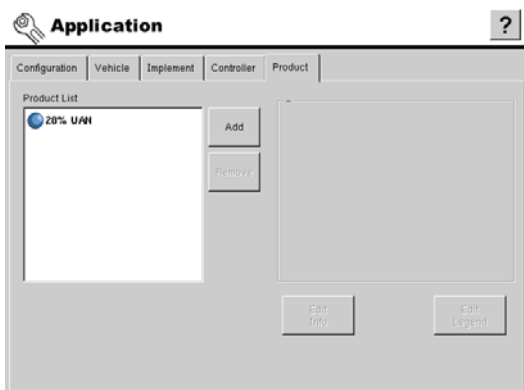 Application
?
Configuration Vehicle Implement Controller Product
Product List
28% UAN
Add
Remove
Edit
Info
Edit
Legend